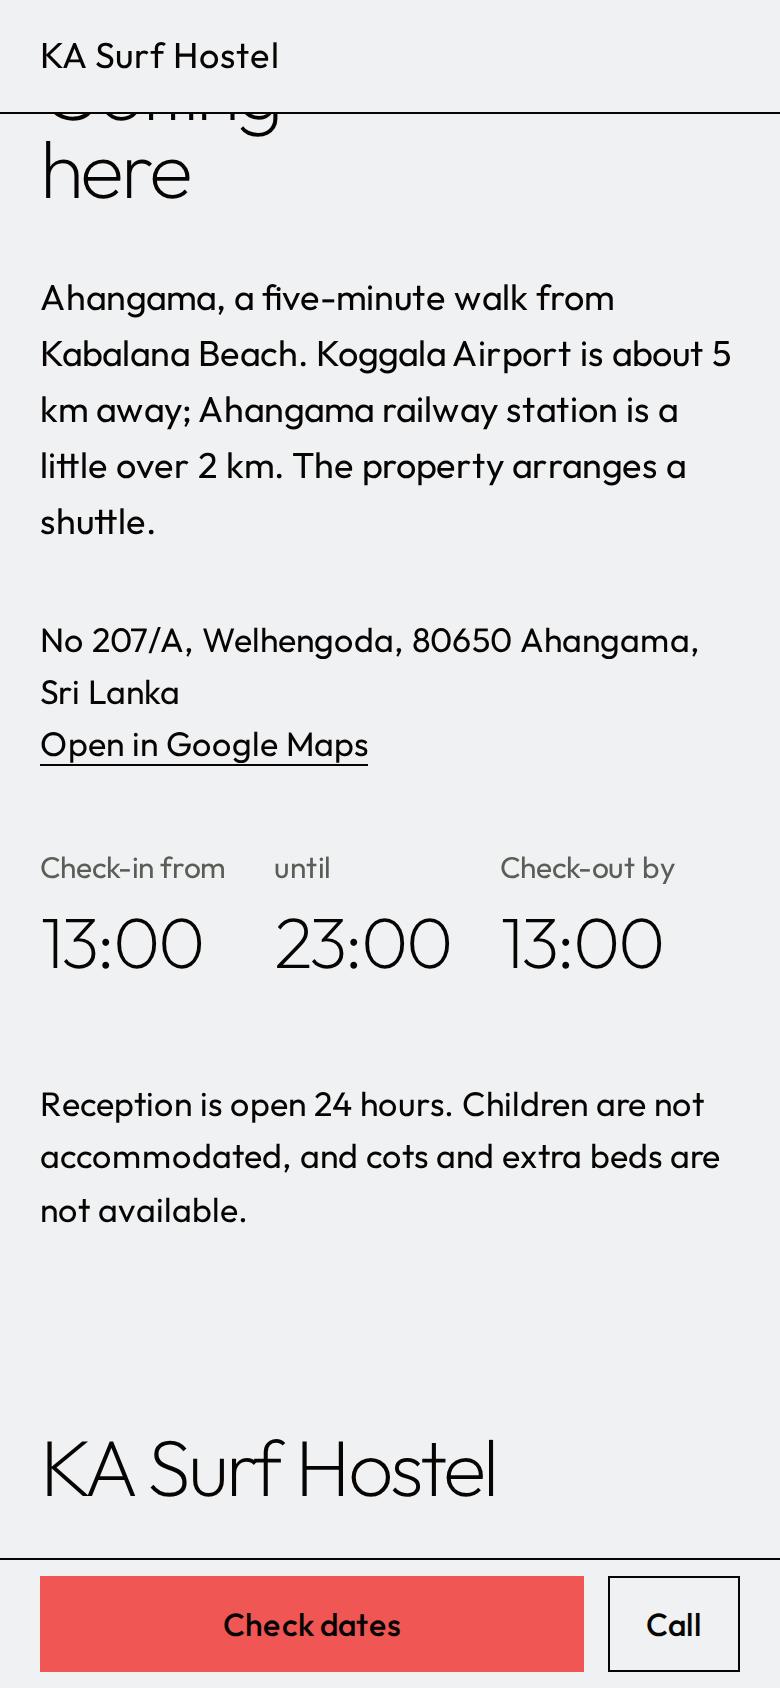 KA Surf Hostel
Coming
here
Ahangama, a five-minute walk from
Kabalana Beach. Koggala Airport is about 5
km away; Ahangama railway station is a
little over 2 km. The property arranges a
shuttle.
No 207/A, Welhengoda, 80650 Ahangama,
Sri Lanka
Open in Google Maps
Check-in from until Check-out by
13:00 23:00 13:00
Reception is open 24 hours. Children are not
accommodated, and cots and extra beds are
not available.
KA Surf Hostel
Check dates Call